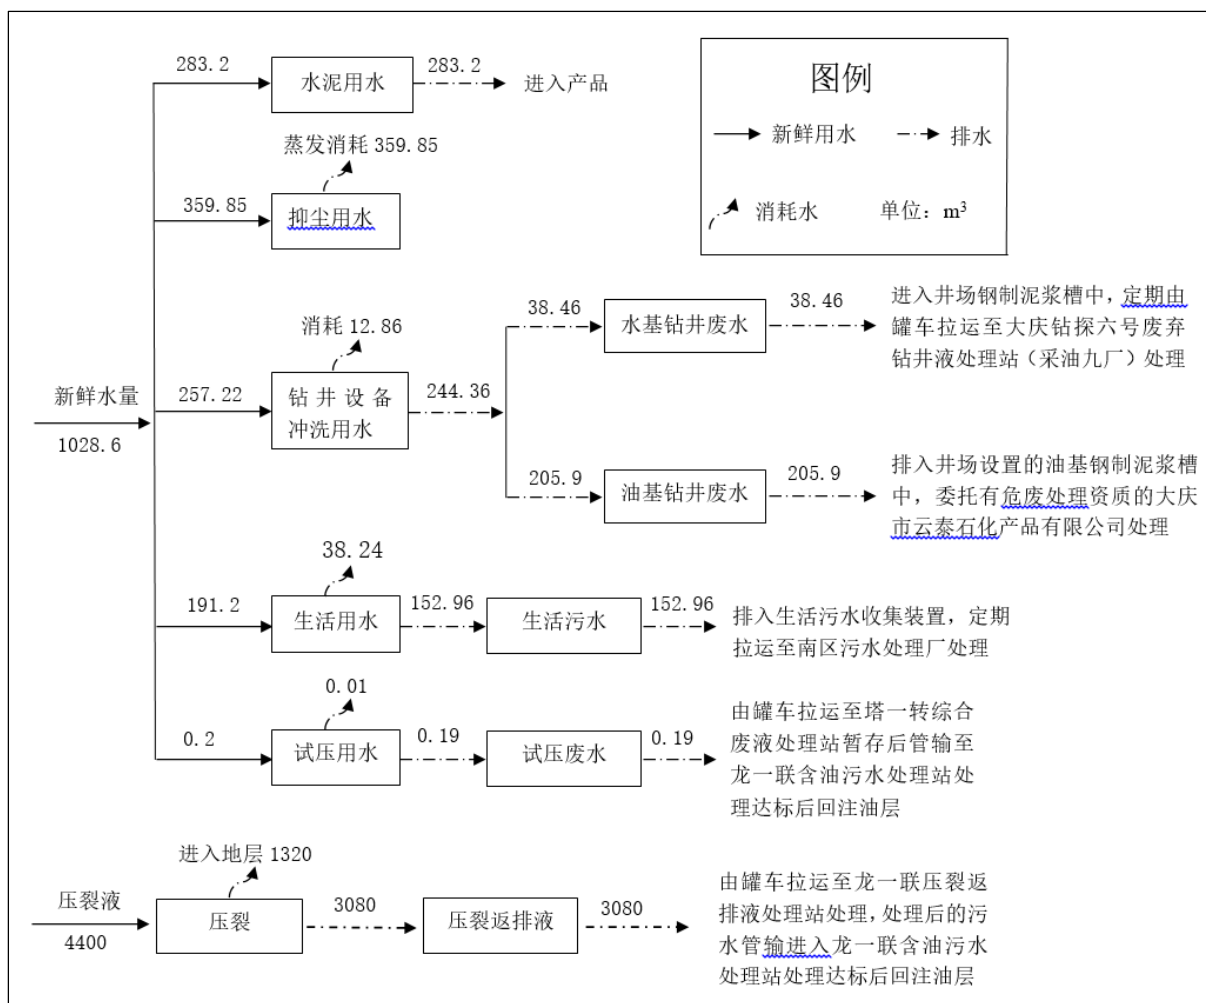 283.2
水泥用水
283.2
进入产品
图例
新鲜用水
排水
消耗水
单位：m³
蒸发消耗 359.85
359.85
抑尘用水
新鲜水量
1028.6
消耗 12.86
257.22
钻井设备
冲洗用水
244.36
38.46
水基钻井废水
38.46
进入井场钢制泥浆槽中，定期由
罐车拉运至大庆钻探六号废弃
钻井液处理站（采油九厂）处理
205.9
油基钻井废水
205.9
排入井场设置的油基钢制泥浆槽
中，委托有危废处理资质的大庆
市云泰石化产品有限公司处理
38.24
191.2
生活用水
152.96
生活污水
152.96
排入生活污水收集装置，定期
拉运至南区污水处理厂处理
0.01
0.2
试压用水
0.19
试压废水
0.19
由罐车拉运至塔一转综合
废液处理站暂存后管输至
龙一联含油污水处理站处
理达标后回注油层
进入地层 1320
压裂液
4400
压裂
3080
压裂返排液
3080
由罐车拉运至龙一联压裂返
排液处理站处理，处理后的污
水管输进入龙一联含油污水
处理站处理达标后回注油层